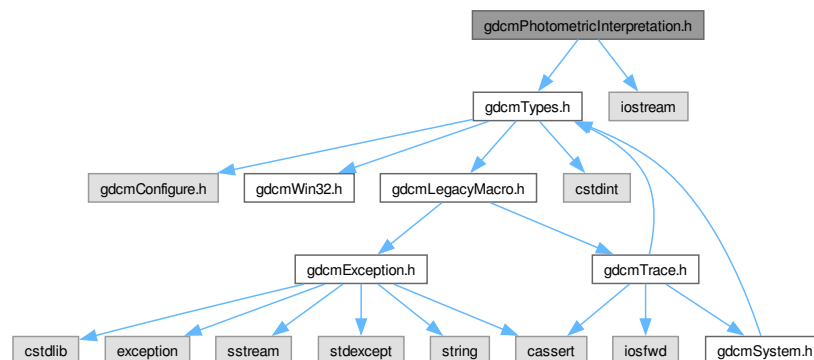 gdcmPhotometricInterpretation.h
gdcmTypes.h
iostream
gdcmConfigure.h
gdcmWin32.h
gdcmLegacyMacro.h
cstdint
gdcmException.h
gdcmTrace.h
cstdlib
exception
sstream
stdexcept
string
cassert
iosfwd
gdcmSystem.h